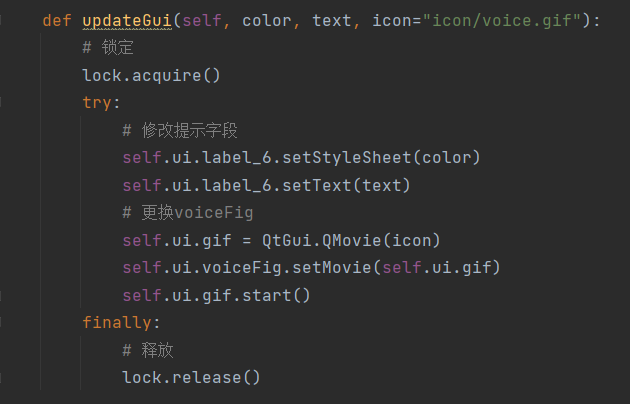 def updateGui(self, color, text, icon="icon/voice.gif"):
# 锁定
lock.acquire()
try:
# 修改提示字段
self.ui.label_6.setStyleSheet(color)
self.ui.label_6.setText(text)
# 更换voiceFig
self.ui.gif = QtGui.QMovie(icon)
self.ui.voiceFig.setMovie(self.ui.gif)
self.ui.gif.start()
finally:
# 释放
lock.release()